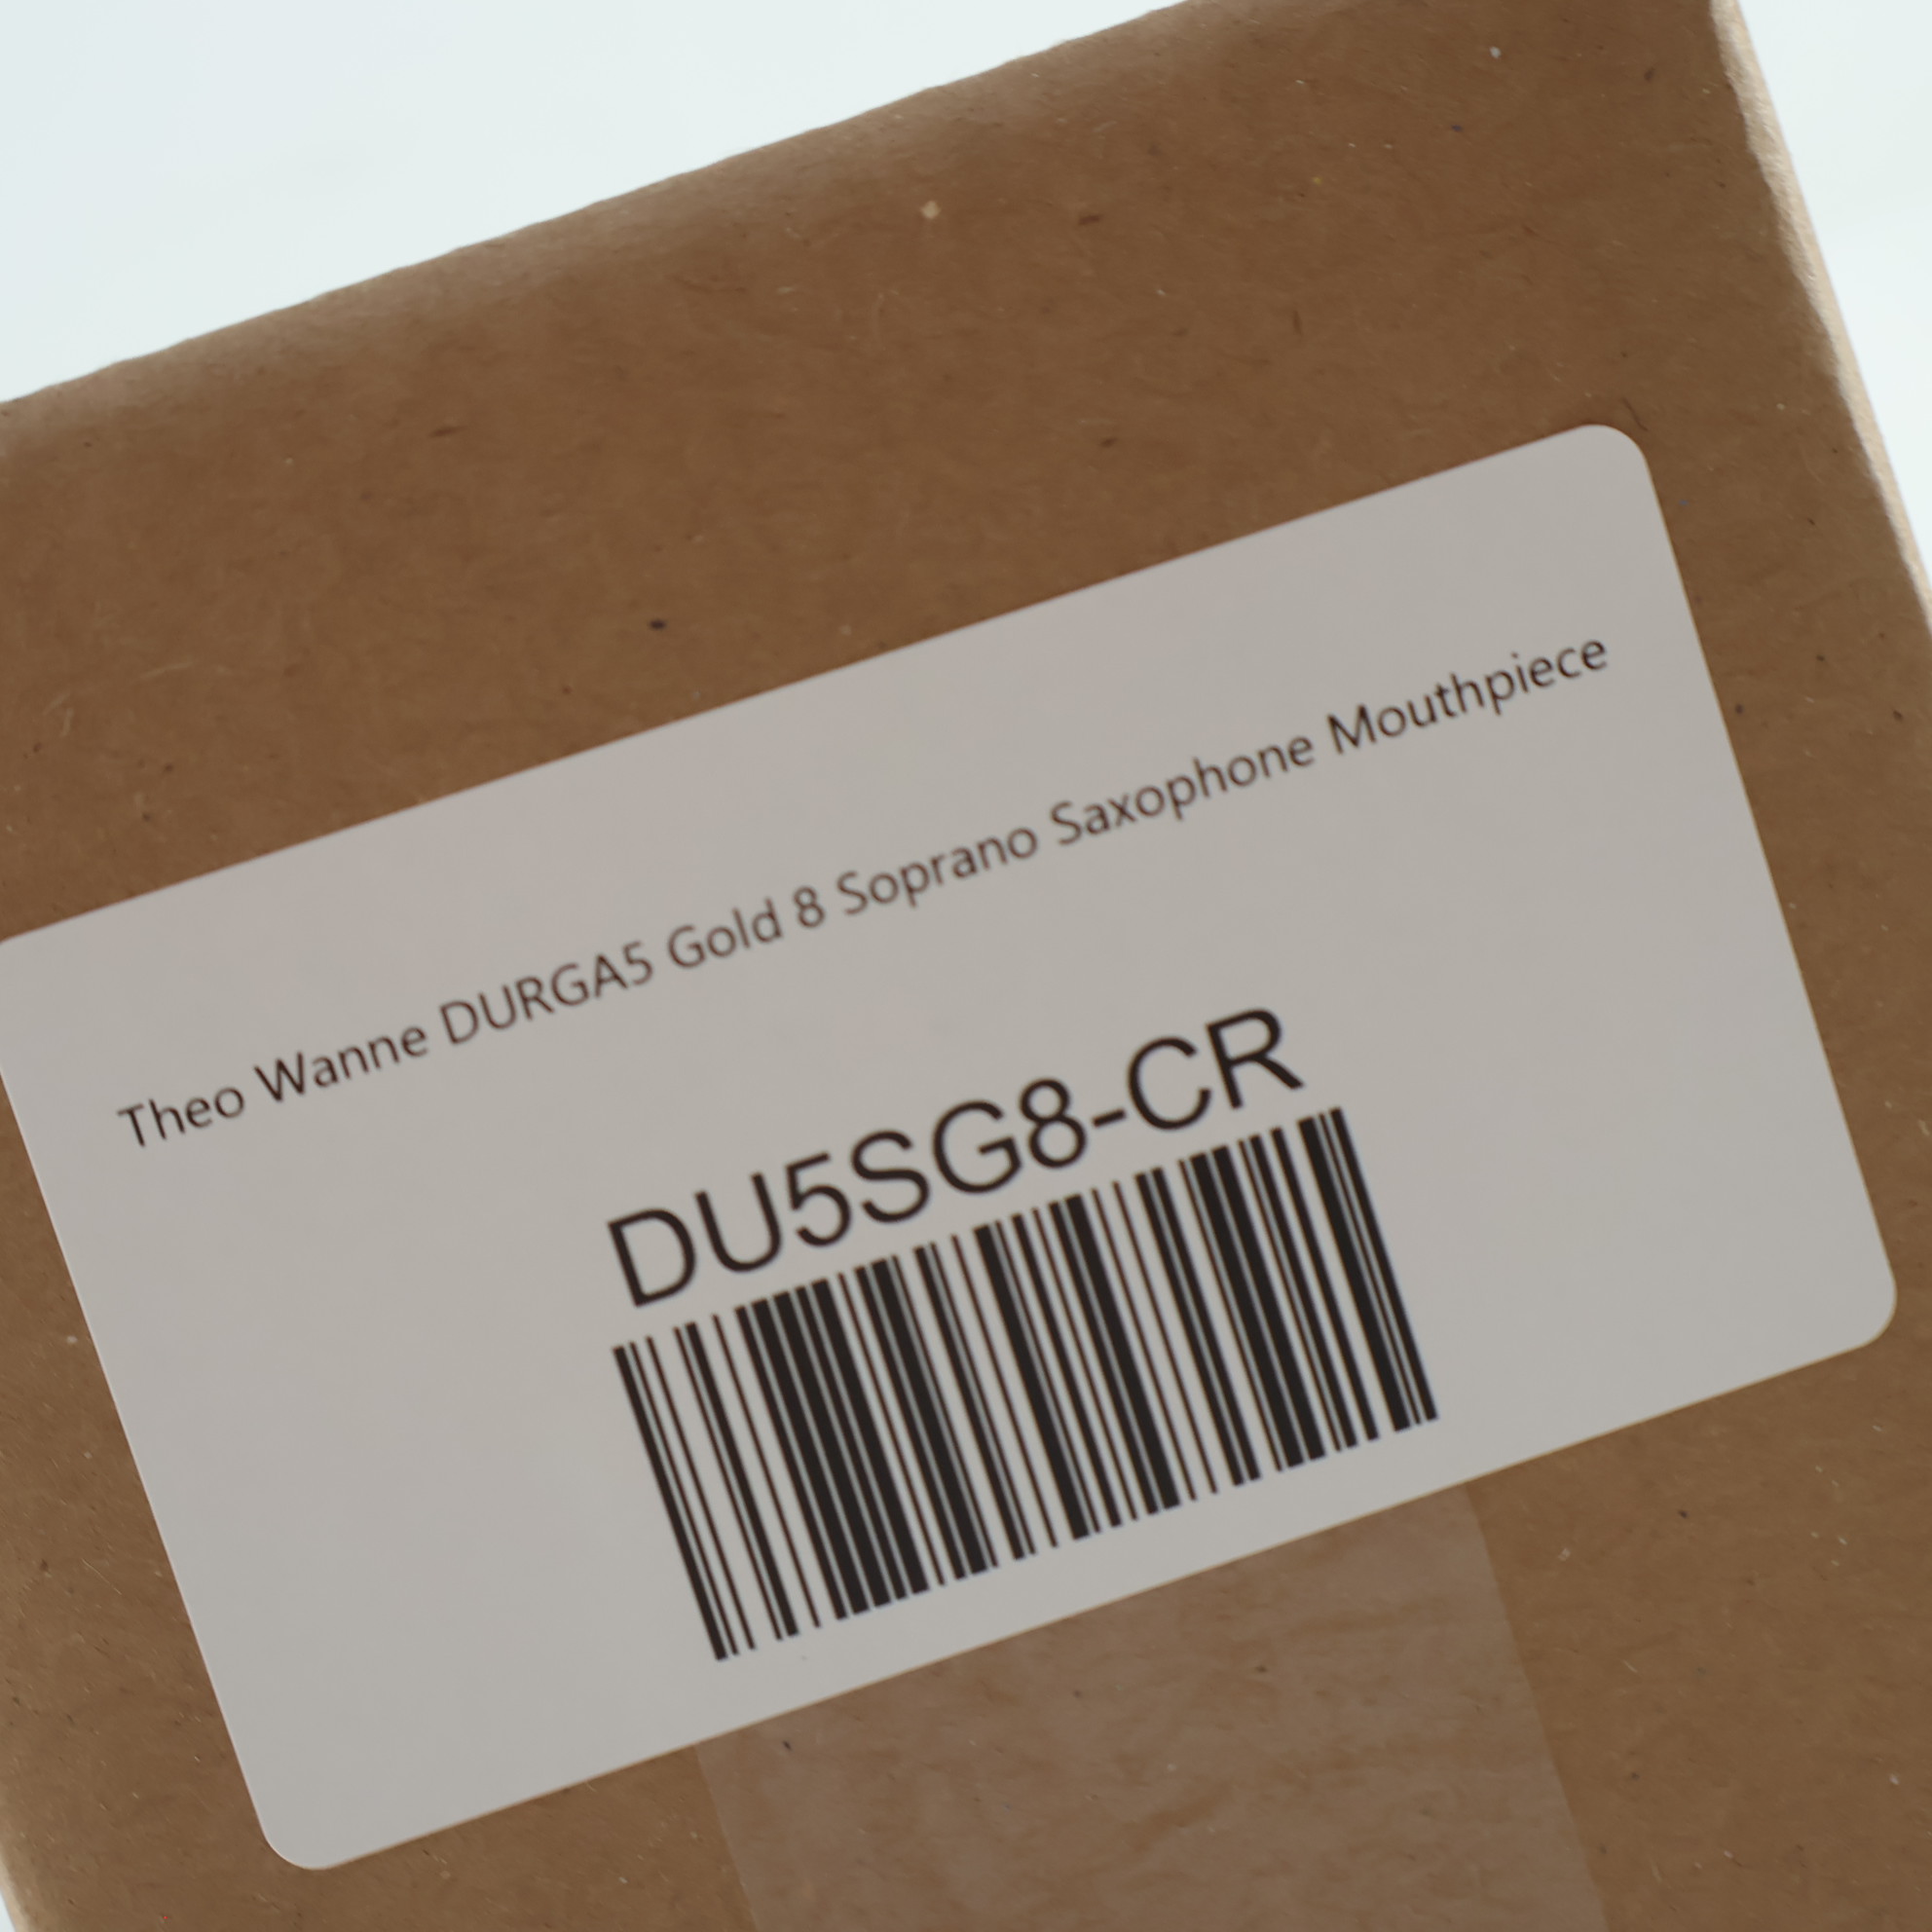 Theo Wanne DURGA5 Gold 8 Soprano Saxophone Mouthpiece
DU5SG8-CR